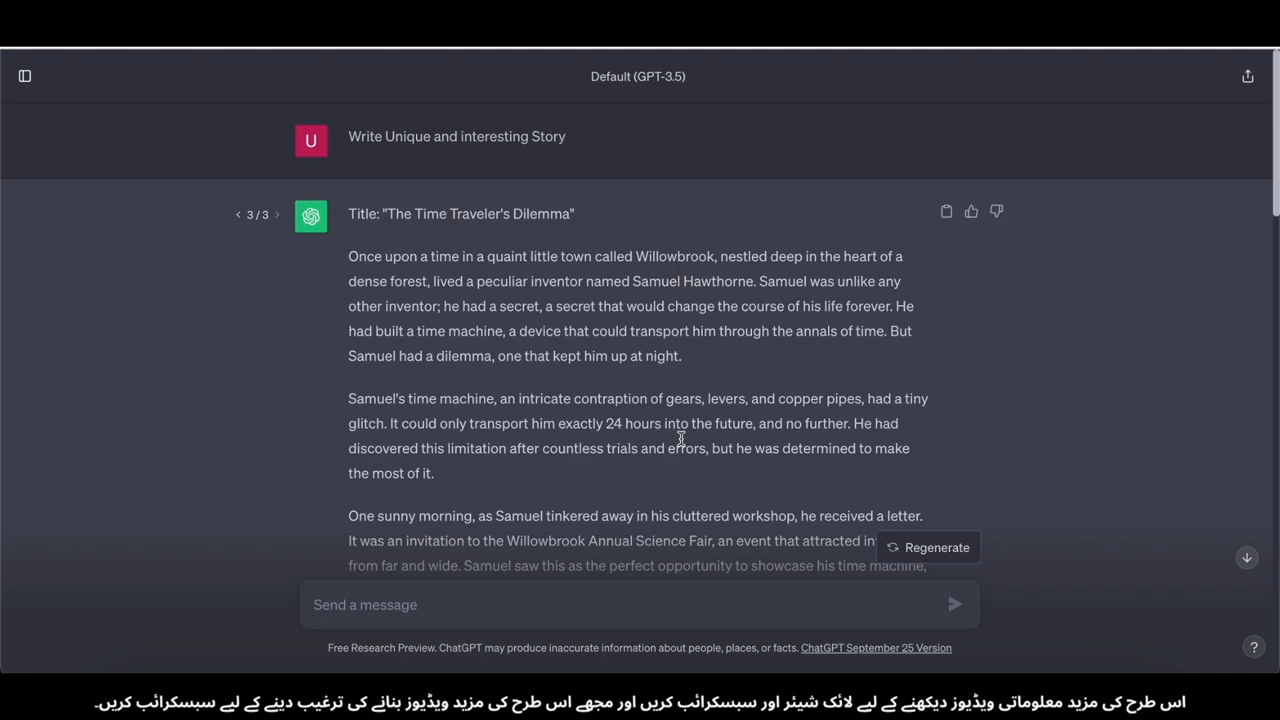 Default (GPT-3.5)
U
Write Unique and interesting Story
3 / 3
Title: "The Time Traveler's Dilemma"
Once upon a time in a quaint little town called Willowbrook, nestled deep in the heart of a
dense forest, lived a peculiar inventor named Samuel Hawthorne. Samuel was unlike any
other inventor; he had a secret, a secret that would change the course of his life forever. He
had built a time machine, a device that could transport him through the annals of time. But
Samuel had a dilemma, one that kept him up at night.
Samuel's time machine, an intricate contraption of gears, levers, and copper pipes, had a tiny
glitch. It could only transport him exactly 24 hours into the future, and no further. He had
discovered this limitation after countless trials and errors, but he was determined to make
the most of it.
One sunny morning, as Samuel tinkered away in his cluttered workshop, he received a letter.
It was an invitation to the Willowbrook Annual Science Fair, an event that attracted in
Regenerate
from far and wide. Samuel saw this as the perfect opportunity to showcase his time machine,
Send a message
Free Research Preview. ChatGPT may produce inaccurate information about people, places, or facts. ChatGPT September 25 Version
?
اس طرح کی مزید معلوماتی ویڈیوز دیکھنے کے لیے لائک شیئر اور سبسکرائب کریں اور مجھے اس طرح کی مزید ویڈیوز بنانے کی ترغیب دینے کے لیے سبسکرائب کریں۔